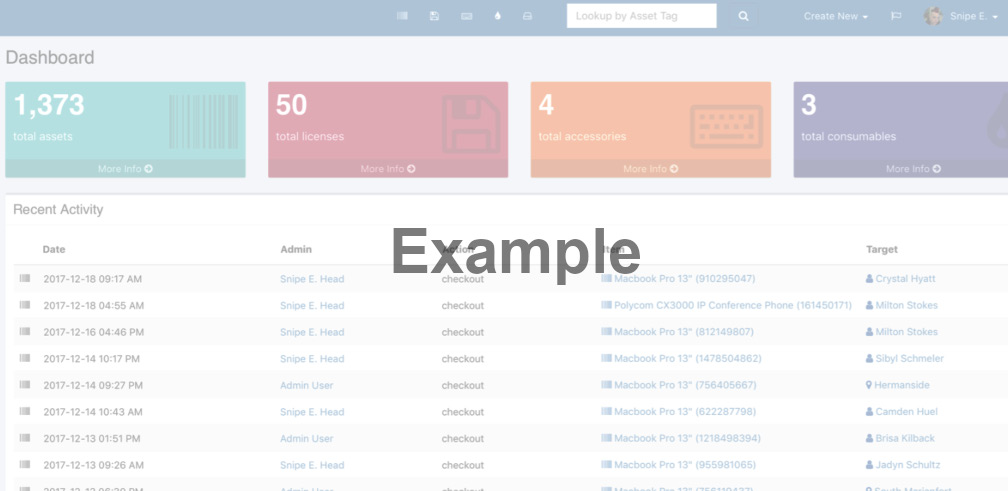 Lookup by Asset Tag Create New Snipe E.
Dashboard
1,373 50 4 3
total assets total licenses total accessories total consumables
More Info More Info More Info More Info
Recent Activity
Example
Date Admin Action Item Target
2017-12-18 09:17 AM Snipe E. Head checkout Macbook Pro 13" (910295047) Crystal Hyatt
2017-12-18 04:55 AM Snipe E. Head checkout Polycom CX3000 IP Conference Phone (161450171) Milton Stokes
2017-12-16 04:46 PM Snipe E. Head checkout Macbook Pro 13" (812149807) Milton Stokes
2017-12-14 10:17 PM Snipe E. Head checkout Macbook Pro 13" (1478504862) Sibyl Schmeler
2017-12-14 09:27 PM Admin User checkout Macbook Pro 13" (756405667) Hermanside
2017-12-14 10:43 AM Snipe E. Head checkout Macbook Pro 13" (622287798) Camden Huel
2017-12-13 01:51 PM Admin User checkout Macbook Pro 13" (1218498394) Brisa Kilback
2017-12-13 09:26 AM Snipe E. Head checkout Macbook Pro 13" (955981065) Jadyn Schultz